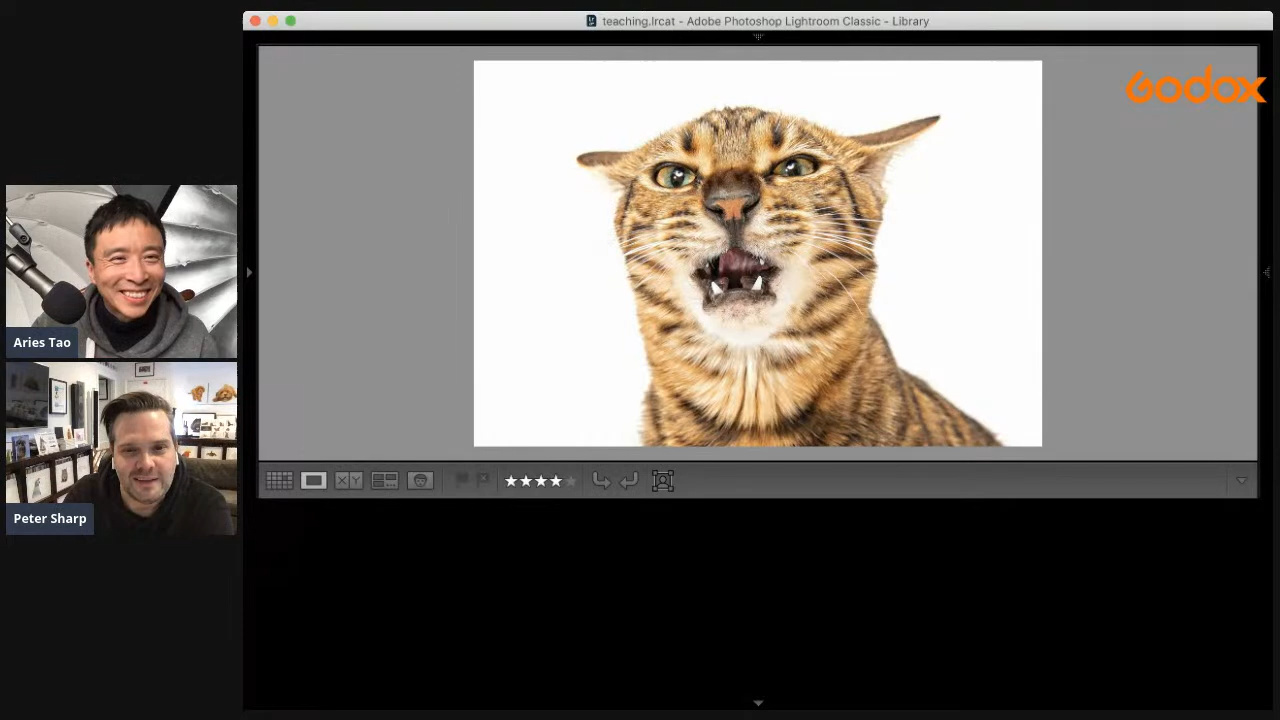 teaching.lrcat - Adobe Photoshop Lightroom Classic - Library
Godox
Aries Tao
Peter Sharp
X Y